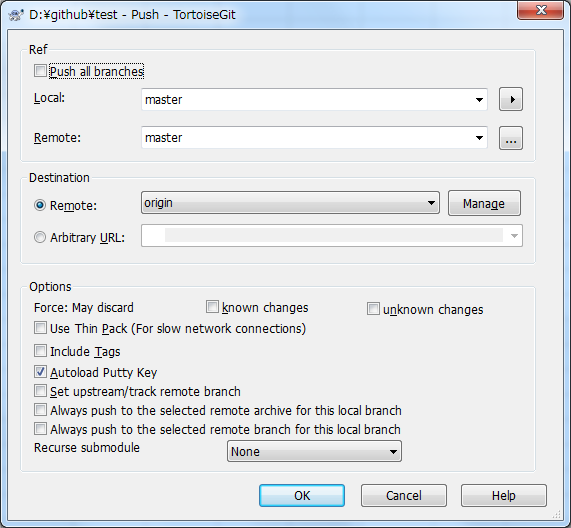 D:¥github¥test - Push - TortoiseGit
Ref
Push all branches
Local:
master
Remote:
master
...
Destination
Remote:
origin
Manage
Arbitrary URL:
Options
Force: May discard
known changes
unknown changes
Use Thin Pack (For slow network connections)
Include Tags
Autoload Putty Key
Set upstream/track remote branch
Always push to the selected remote archive for this local branch
Always push to the selected remote branch for this local branch
Recurse submodule
None
OK
Cancel
Help